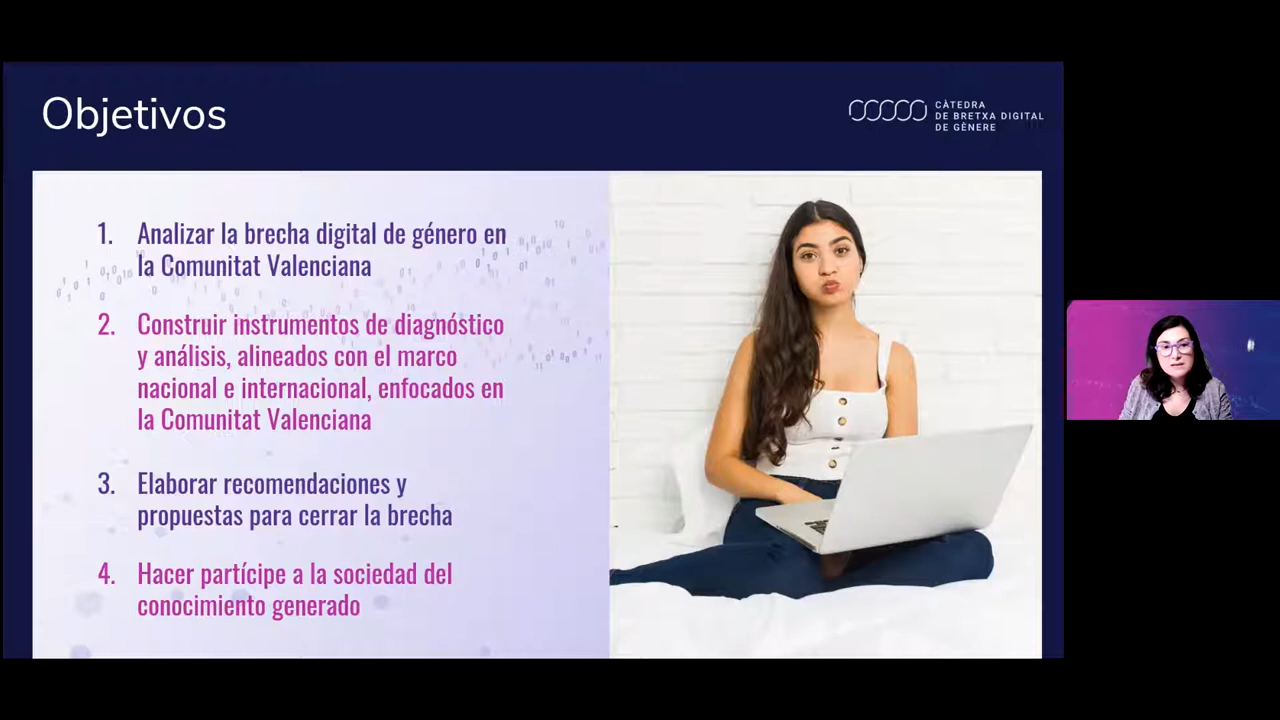 Objetivos
CÀTEDRA
DE BRETXA DIGITAL
DE GÈNERE
1. Analizar la brecha digital de género en
la Comunitat Valenciana
2. Construir instrumentos de diagnóstico
y análisis, alineados con el marco
nacional e internacional, enfocados en
la Comunitat Valenciana
3. Elaborar recomendaciones y
propuestas para cerrar la brecha
4. Hacer partícipe a la sociedad del
conocimiento generado